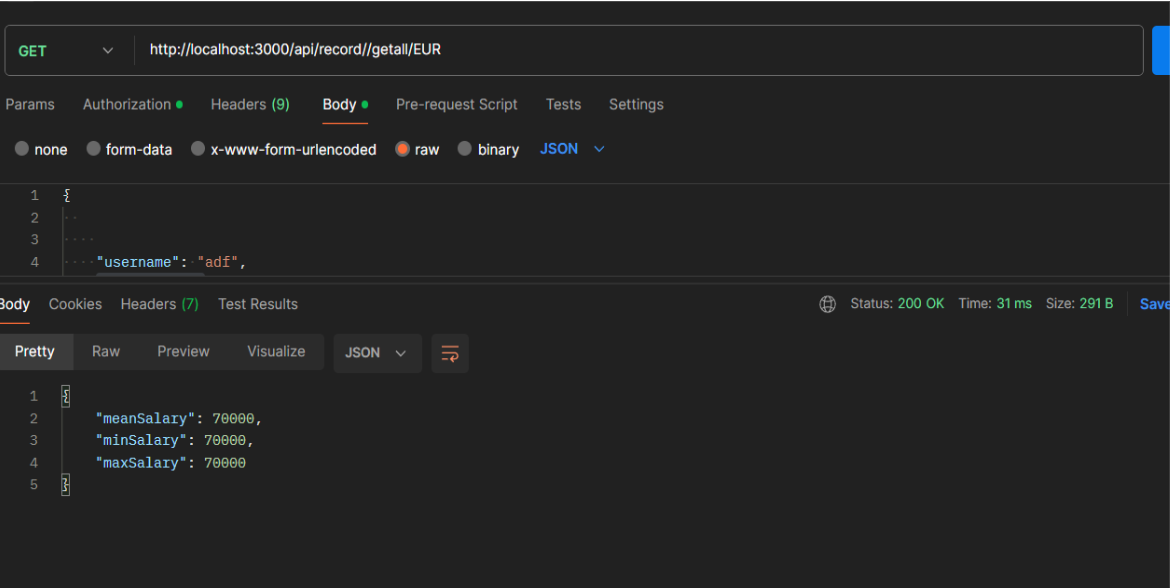 GET http://localhost:3000/api/record//getall/EUR
Params Authorization Headers (9) Body Pre-request Script Tests Settings
none form-data x-www-form-urlencoded raw binary JSON
1 {
2
3
4 "username": "adf",
Body Cookies Headers (7) Test Results Status: 200 OK Time: 31 ms Size: 291 B Save
Pretty Raw Preview Visualize JSON
1 {
2 "meanSalary": 70000,
3 "minSalary": 70000,
4 "maxSalary": 70000
5 }